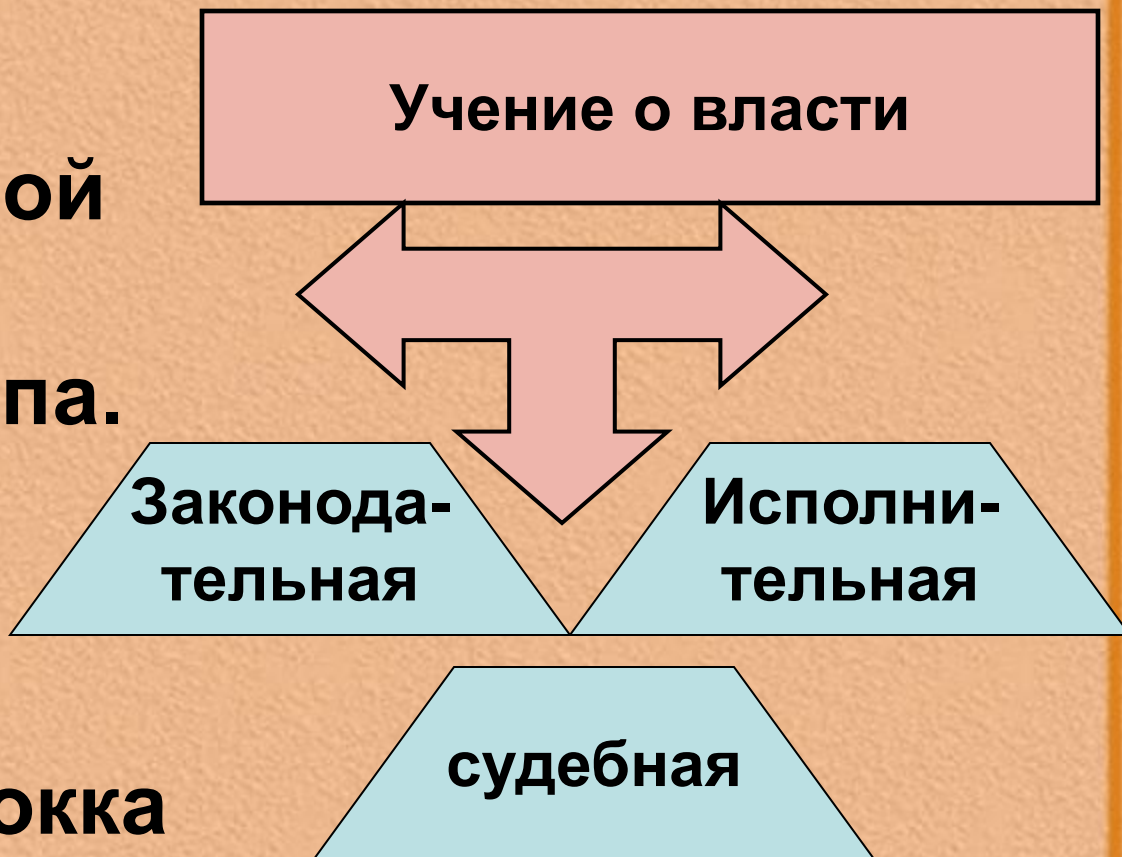 Учение о власти
ой
па.
Законода-
тельная
Исполни-
тельная
судебная
окка